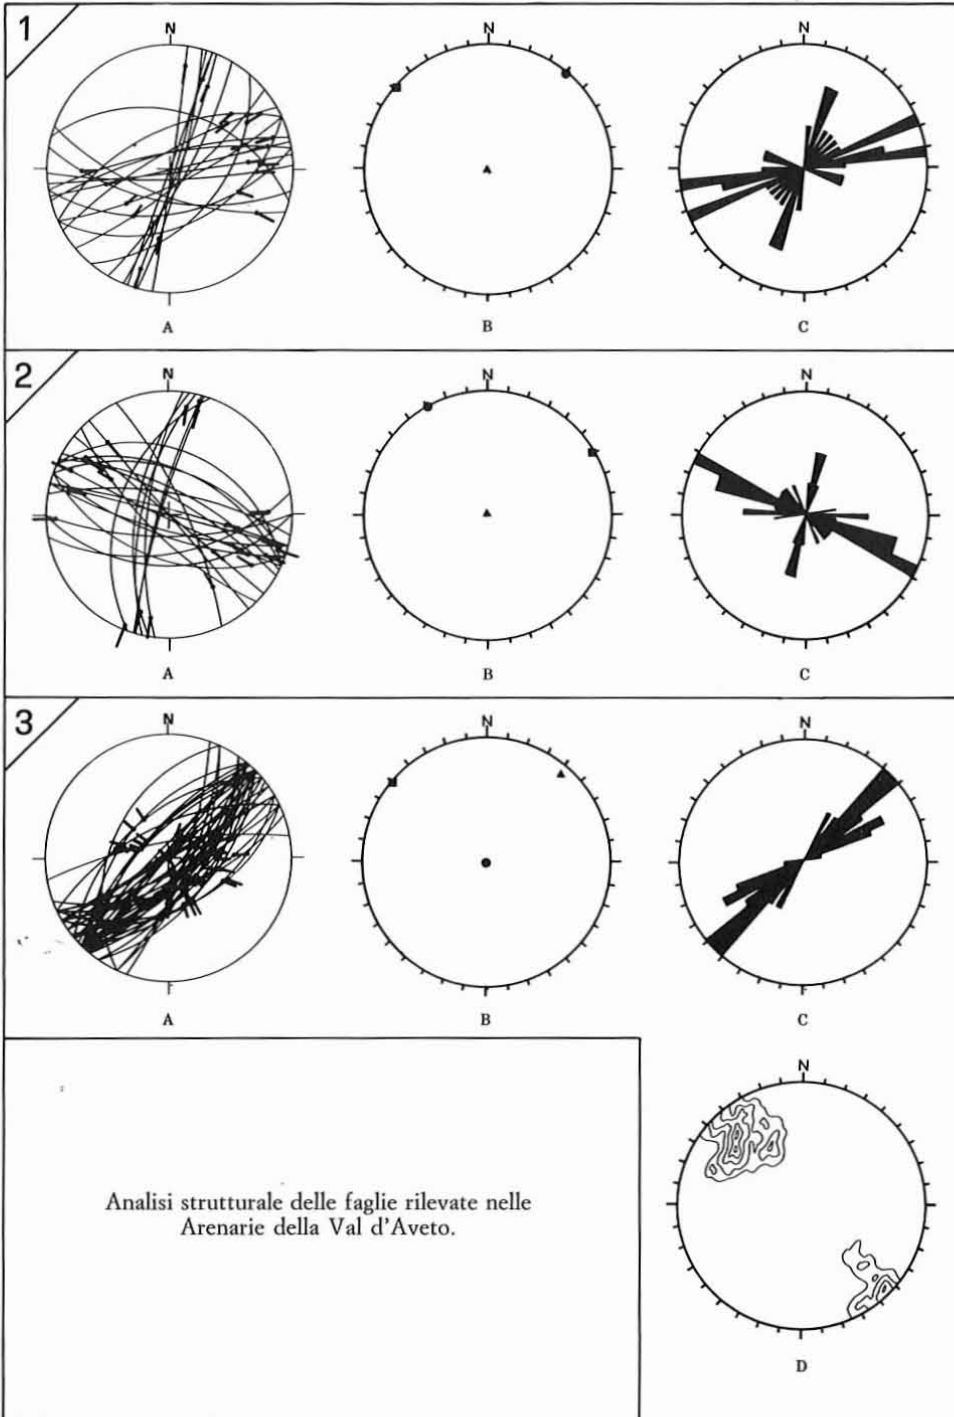 1
N N N
A B C
2
N N N
A B C
3
N N N
A B C
N
Analisi strutturale delle faglie rilevate nelle
Arenarie della Val d'Aveto.
D